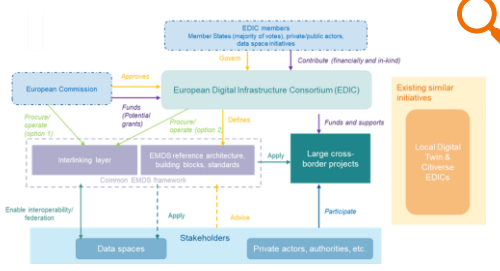 EDIC members
Member States (majority of votes), private/public actors,
data space initiatives
Govern
Contribute (financially and in-kind)
European Commission
Approves
Funds
(Potential
grants)
European Digital Infrastructure Consortium (EDIC)
Existing similar
initiatives
Local Digital
Twin &
Citiverse
EDICs
Procure/
operate
(option 1)
Procure/
operate (option 2)
Defines
Funds and supports
Interlinking layer
EMDS reference architecture,
building blocks, standards
Common EMDS framework
Apply
Large cross-
border projects
Enable interoperability/
federation
Apply
Advice
Participate
Stakeholders
Data spaces
Private actors, authorities, etc.